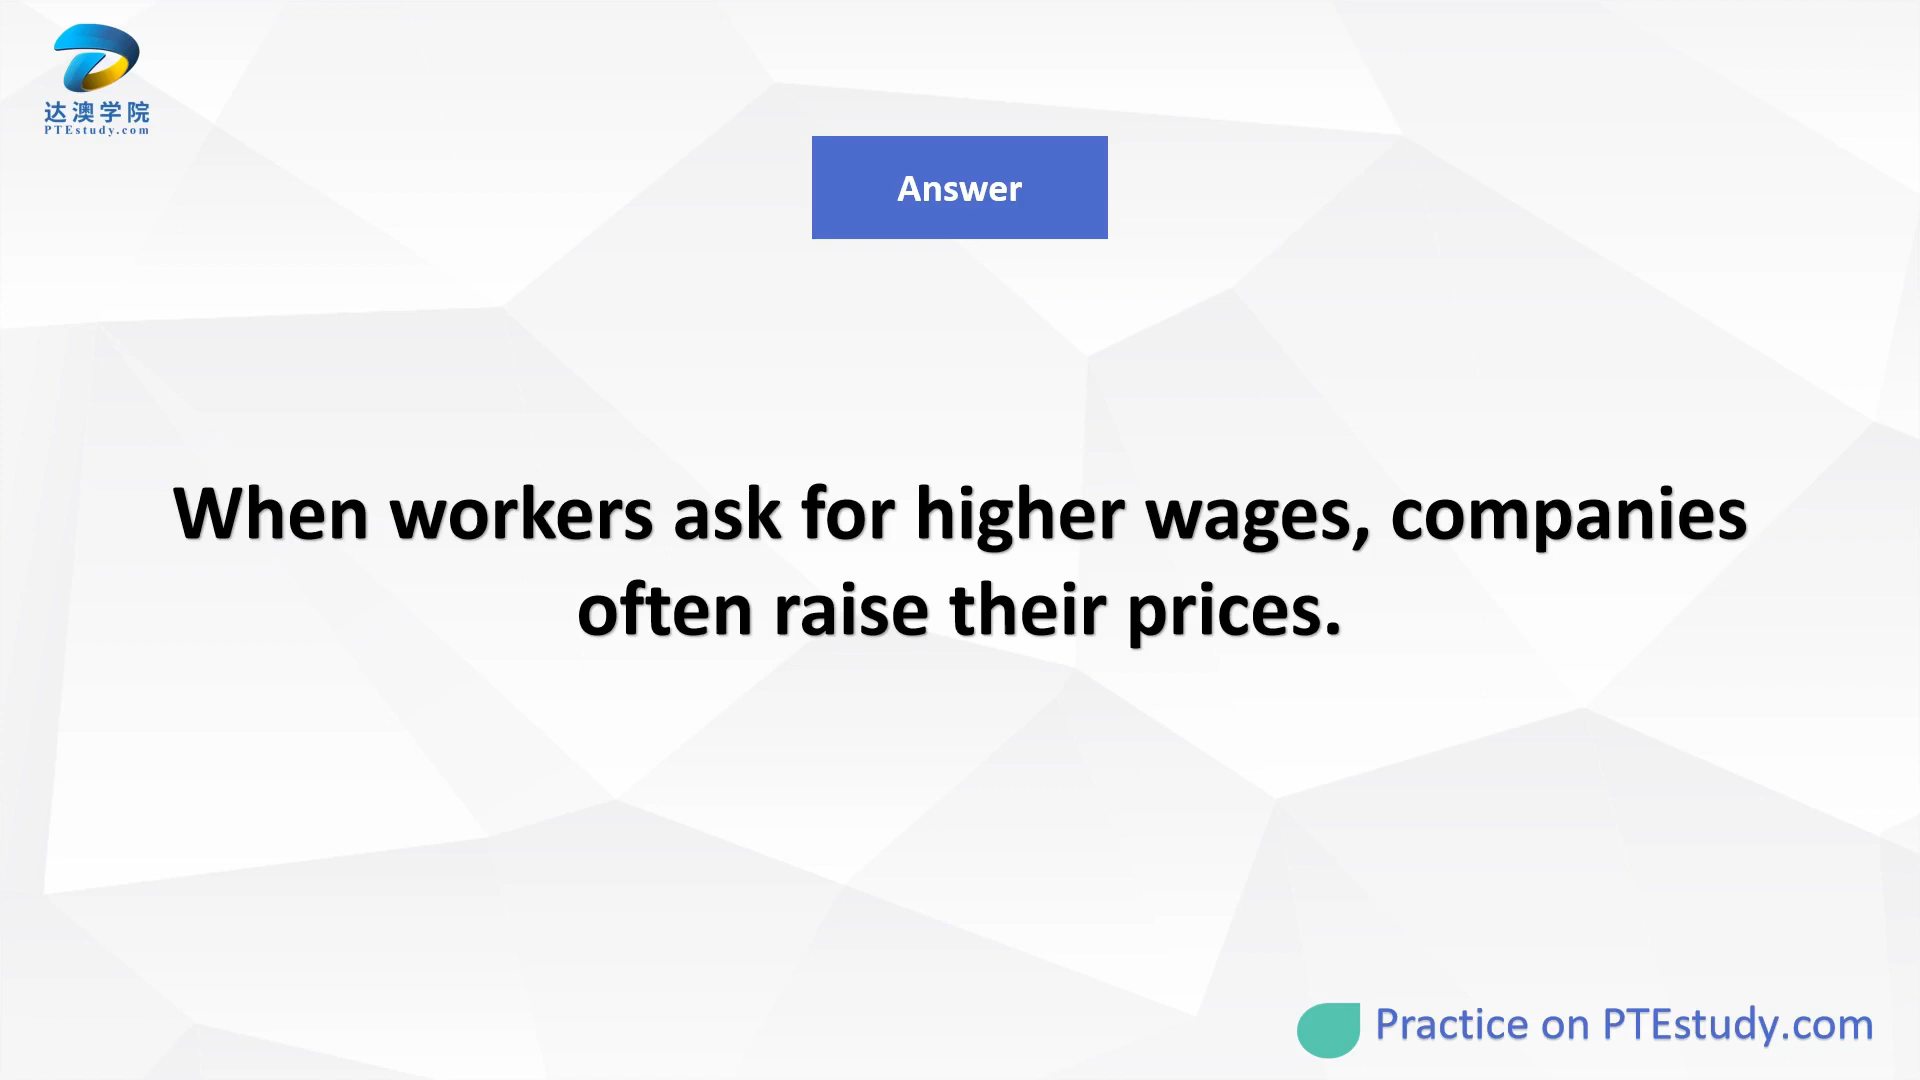 达澳学院
PTEstudy.com
Answer
When workers ask for higher wages, companies
often raise their prices.
Practice on PTEstudy.com